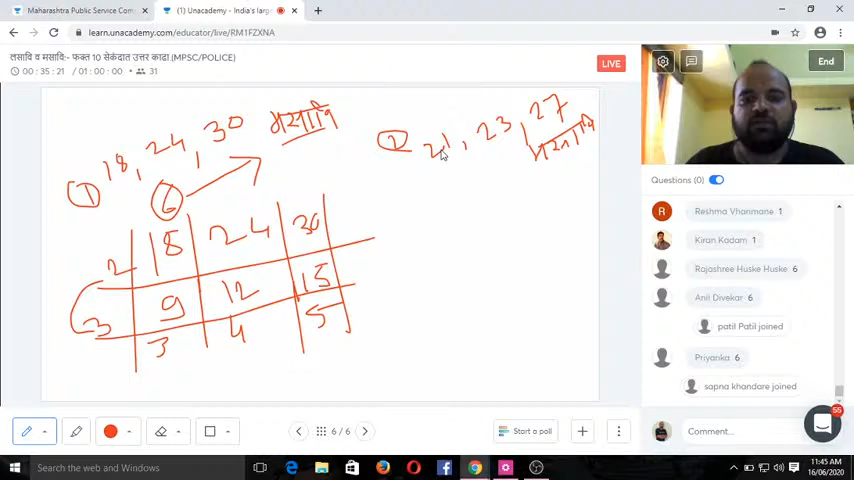 Maharashtra Public Service Com
(1) Unacademy - India's larg
learn.unacademy.com/educator/live/RM1FZXNA
लसावि व मसावि:- फक्त 10 सेकंदात उत्तर काढा.(MPSC/POLICE)
00 : 35 : 21 / 01 : 00 : 00
31
LIVE
End
① 18, 24, 30 मसावि
6
2 18 24 30
3 9 12 15
3 4 5
② 21, 23, 27
मसावि
Questions (0)
R
Reshma Vhanmane 1
Kiran Kadam 1
Rajashree Huske Huske 6
Anil Divekar 6
patil Patil joined
Priyanka 6
sapna khandare joined
55
6 / 6
Start a poll
Comment...
Search the web and Windows
11:45 AM
16/06/2020